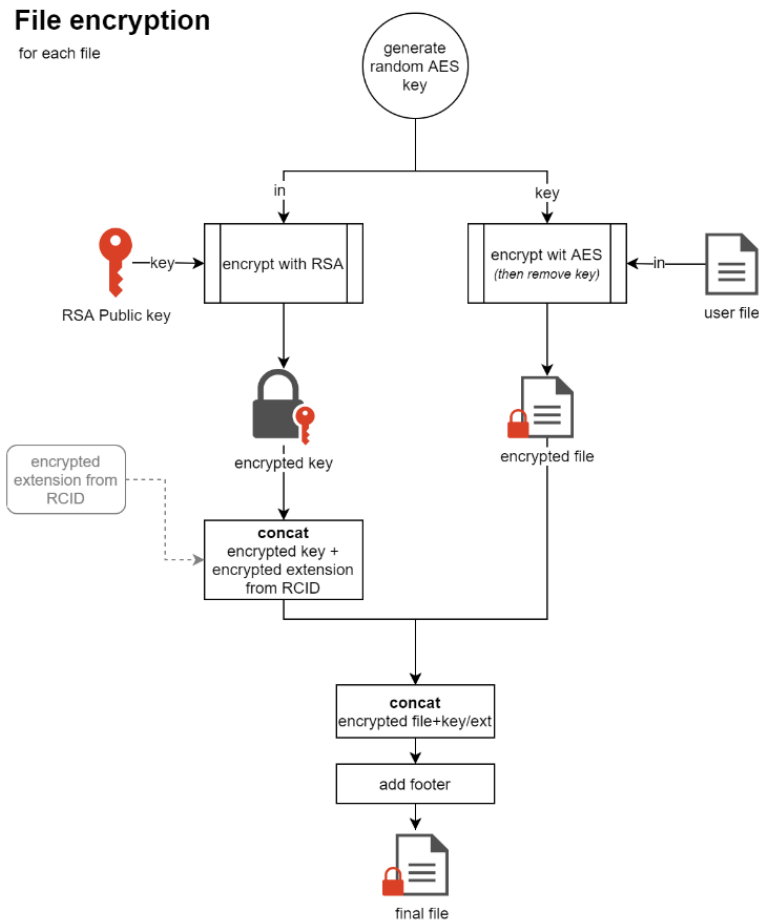 File encryption
for each file
generate
random AES
key
in
key
key
encrypt with RSA
encrypt wit AES
(then remove key)
in
RSA Public key
user file
encrypted key
encrypted file
encrypted
extension from
RCID
concat
encrypted key +
encrypted extension
from RCID
concat
encrypted file+key/ext
add footer
final file